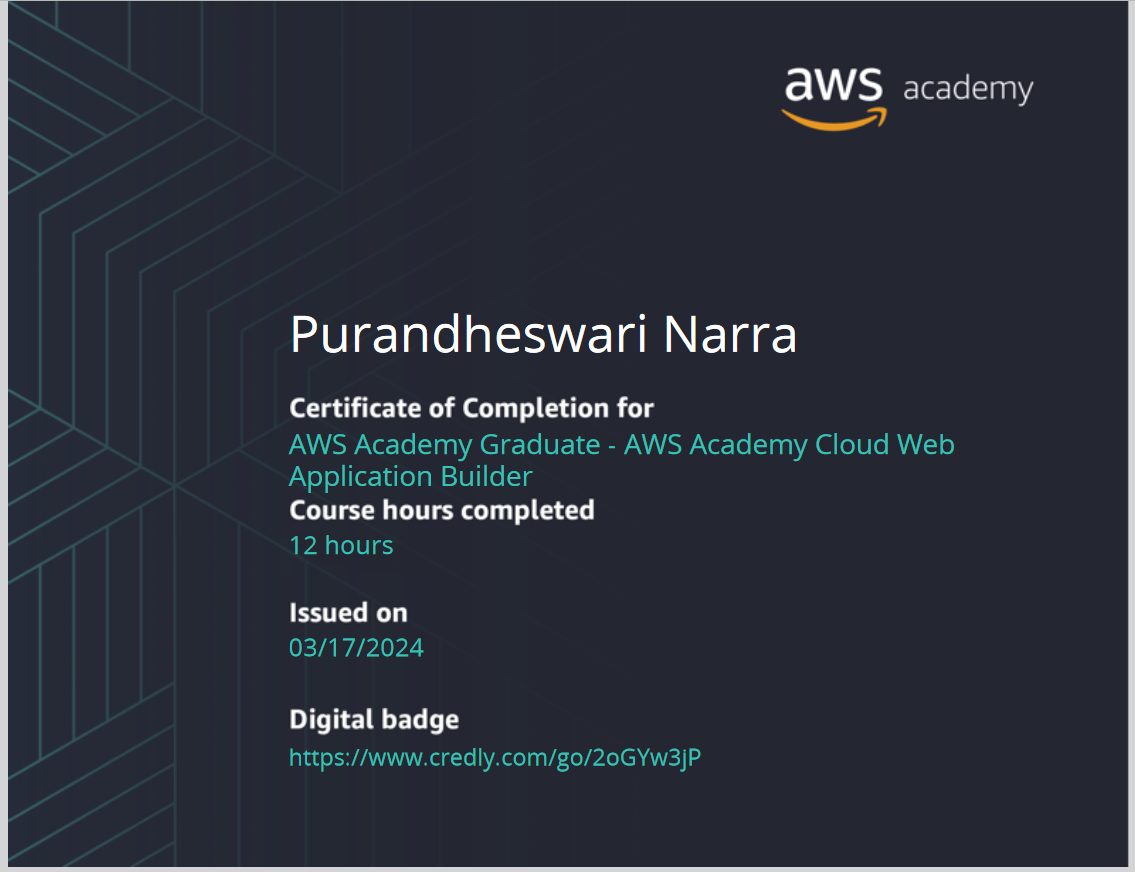 aws academy
Purandheswari Narra
Certificate of Completion for
AWS Academy Graduate - AWS Academy Cloud Web
Application Builder
Course hours completed
12 hours
Issued on
03/17/2024
Digital badge
https://www.credly.com/go/2oGYw3jP